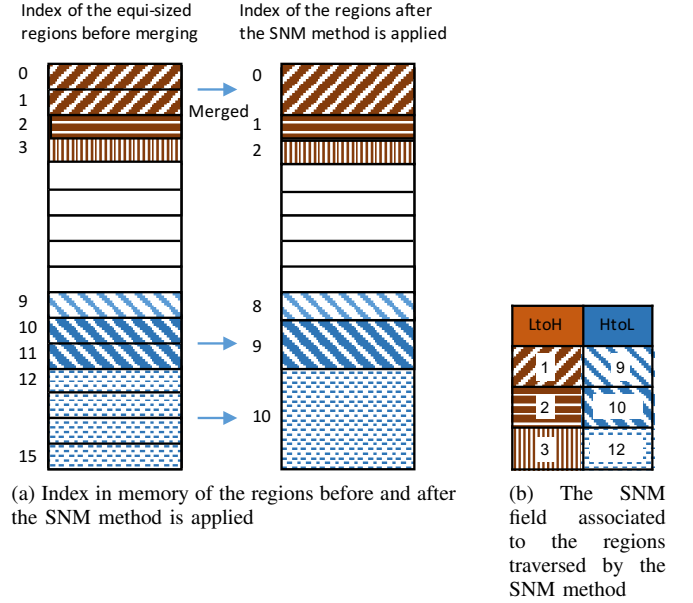 Index of the equi-sized
regions before merging
Index of the regions after
the SNM method is applied
0
1
2
3
9
10
11
12
15
Merged
0
1
2
8
9
10
LtoH HtoL
1 9
2 10
3 12
(a) Index in memory of the regions before and after
the SNM method is applied
(b) The SNM
field associated
to the regions
traversed by the
SNM method